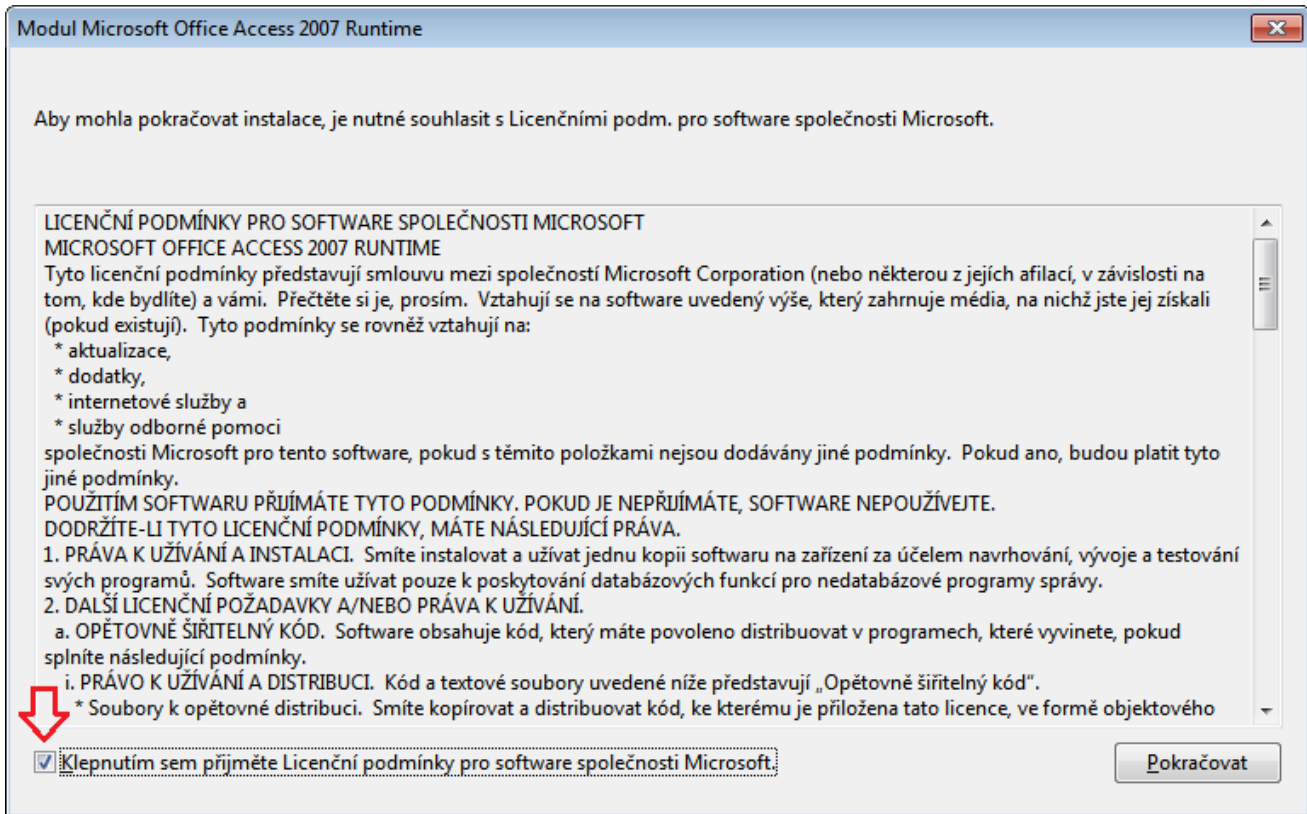 Modul Microsoft Office Access 2007 Runtime
Aby mohla pokračovat instalace, je nutné souhlasit s Licenčními podm. pro software společnosti Microsoft.
LICENČNÍ PODMÍNKY PRO SOFTWARE SPOLEČNOSTI MICROSOFT
MICROSOFT OFFICE ACCESS 2007 RUNTIME
Tyto licenční podmínky představují smlouvu mezi společností Microsoft Corporation (nebo některou z jejích afilací, v závislosti na
tom, kde bydlíte) a vámi.  Přečtěte si je, prosím.  Vztahují se na software uvedený výše, který zahrnuje média, na nichž jste jej získali
(pokud existují).  Tyto podmínky se rovněž vztahují na:
* aktualizace,
* dodatky,
* internetové služby a
* služby odborné pomoci
společnosti Microsoft pro tento software, pokud s těmito položkami nejsou dodávány jiné podmínky.  Pokud ano, budou platit tyto
jiné podmínky.
POUŽITÍM SOFTWARU PŘIJÍMÁTE TYTO PODMÍNKY. POKUD JE NEPŘIJÍMÁTE, SOFTWARE NEPOUŽÍVEJTE.
DODRŽÍTE-LI TYTO LICENČNÍ PODMÍNKY, MÁTE NÁSLEDUJÍCÍ PRÁVA.
1. PRÁVA K UŽÍVÁNÍ A INSTALACI.  Smíte instalovat a užívat jednu kopii softwaru na zařízení za účelem navrhování, vývoje a testování
svých programů.  Software smíte užívat pouze k poskytování databázových funkcí pro nedatabázové programy správy.
2. DALŠÍ LICENČNÍ POŽADAVKY A/NEBO PRÁVA K UŽÍVÁNÍ.
a. OPĚTOVNĚ ŠIŘITELNÝ KÓD.  Software obsahuje kód, který máte povoleno distribuovat v programech, které vyvinete, pokud
splníte následující podmínky.
i. PRÁVO K UŽÍVÁNÍ A DISTRIBUCI.  Kód a textové soubory uvedené níže představují „Opětovně šiřitelný kód“.
* Soubory k opětovné distribuci.  Smíte kopírovat a distribuovat kód, ke kterému je přiložena tato licence, ve formě objektového
Klepnutím sem přijměte Licenční podmínky pro software společnosti Microsoft.
Pokračovat